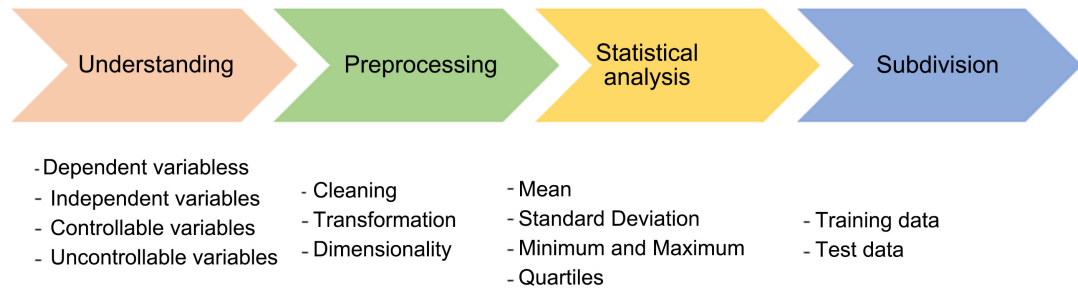 Understanding
Preprocessing
Statistical
analysis
Subdivision
-Dependent variabless
- Independent variables
- Controllable variables
- Uncontrollable variables
- Cleaning
- Transformation
- Dimensionality
- Mean
- Standard Deviation
- Minimum and Maximum
- Quartiles
- Training data
- Test data